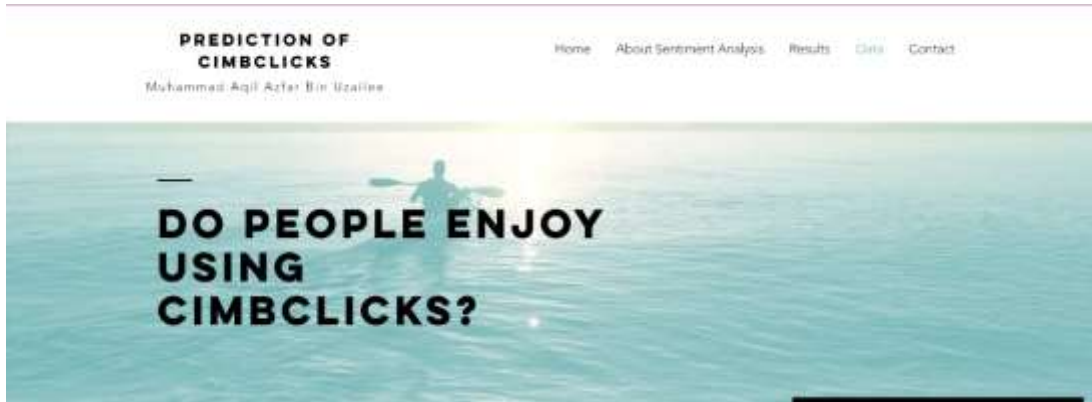 PREDICTION OF
CIMBCLICKS
Muhammad Aqil Azfar Bin Uzailee
Home About Sentiment Analysis Results Data Contact
DO PEOPLE ENJOY
USING
CIMBCLICKS?